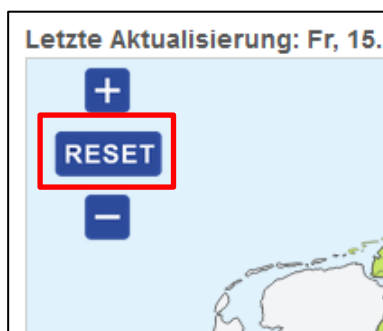 Letzte Aktualisierung: Fr, 15.
+
RESET
−